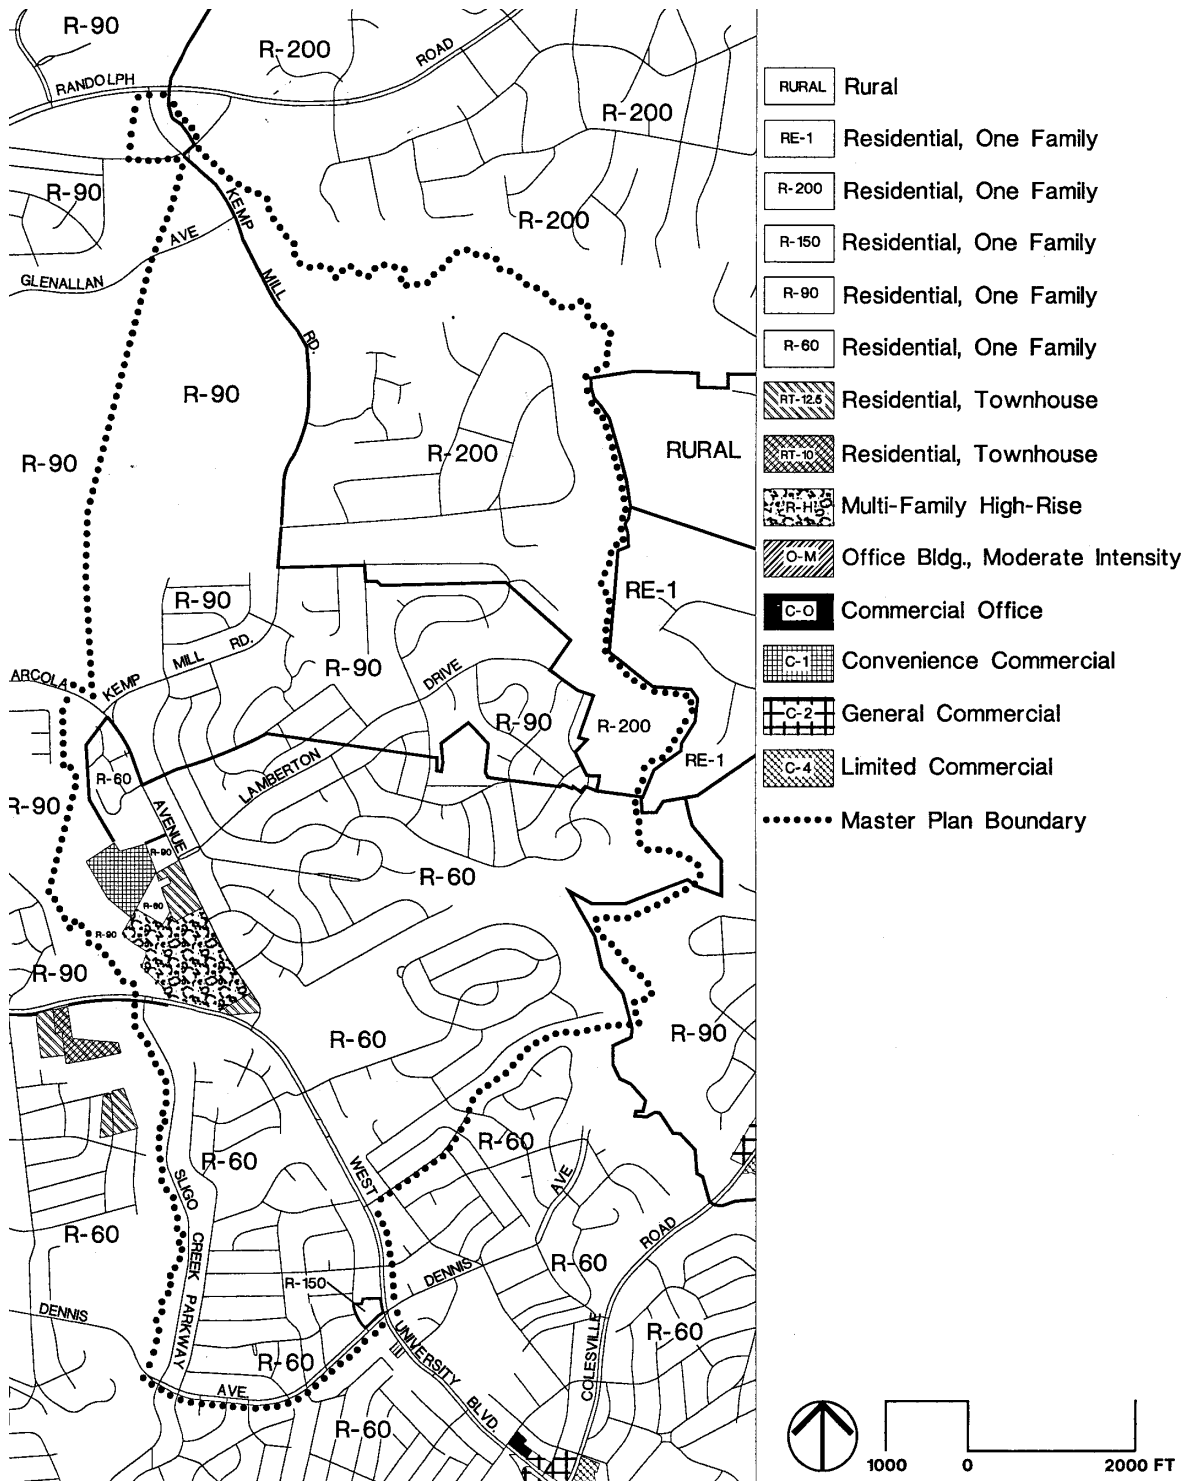 R-90
R-200
ROAD
RANDOLPH
R-200
R-90
R-200
KEMP
AVE
GLENALLAN
MILL
RD.
R-90
R-90
R-200
RURAL
RE-1
R-90
MILL RD.
R-90
DRIVE
ARCOLA
KEMP
R-90
R-200
RE-1
LAMBERTON
R-60
R-90
AVENUE
R-90
R-60
R-60
R-90
R-90
R-60
R-90
WEST
R-60
R-60
AVE
SLIGO
CREEK
PARKWAY
R-60
ROAD
DENNIS
R-60
R-150
DENNIS
R-60
UNIVERSITY
BLVD.
COLESVILLE
R-60
AVE.
R-60
RURAL Rural
RE-1 Residential, One Family
R-200 Residential, One Family
R-150 Residential, One Family
R-90 Residential, One Family
R-60 Residential, One Family
RT-12.5 Residential, Townhouse
RT-10 Residential, Townhouse
R-H Multi-Family High-Rise
O-M Office Bldg., Moderate Intensity
C-O Commercial Office
C-1 Convenience Commercial
C-2 General Commercial
C-4 Limited Commercial
Master Plan Boundary
1000 0 2000 FT